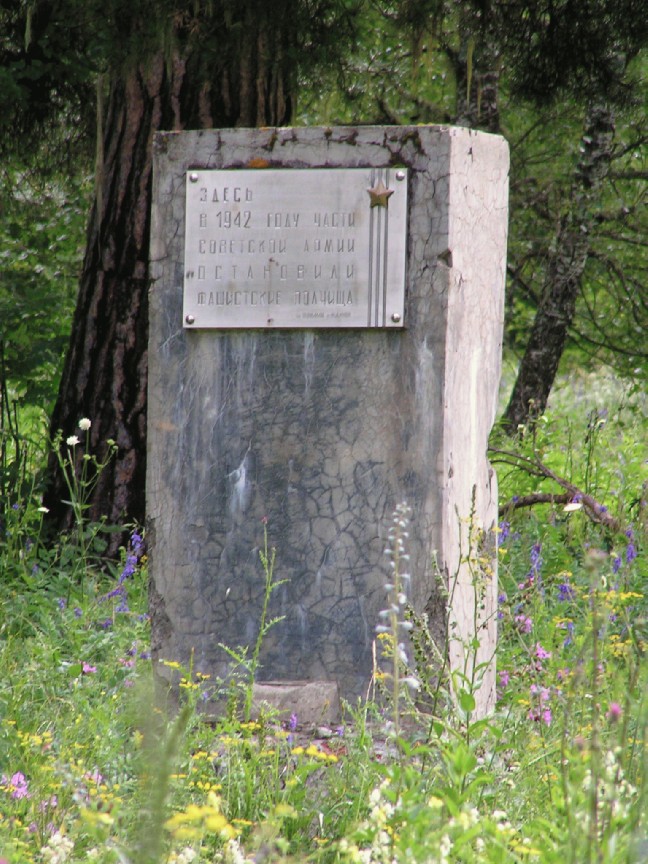 ЗДЕСЬ
В 1942 ГОДУ ЧАСТИ
СОВЕТСКОЙ АРМИИ
ОСТАНОВИЛИ
ФАШИСТСКИЕ ПОЛЧИЩА